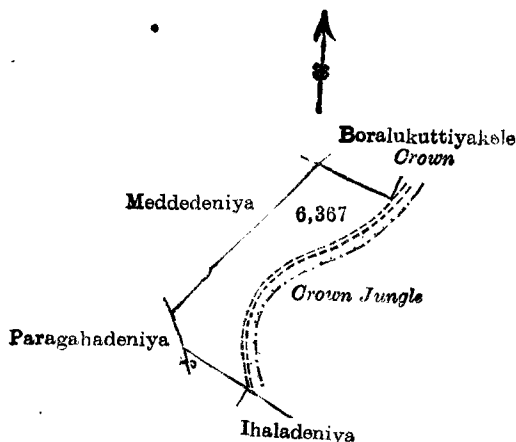 Boralukuttiyakele
Crown
Meddedeniya
6,367
Crown Jungle
Paragahadeniya
Ihaladeniya